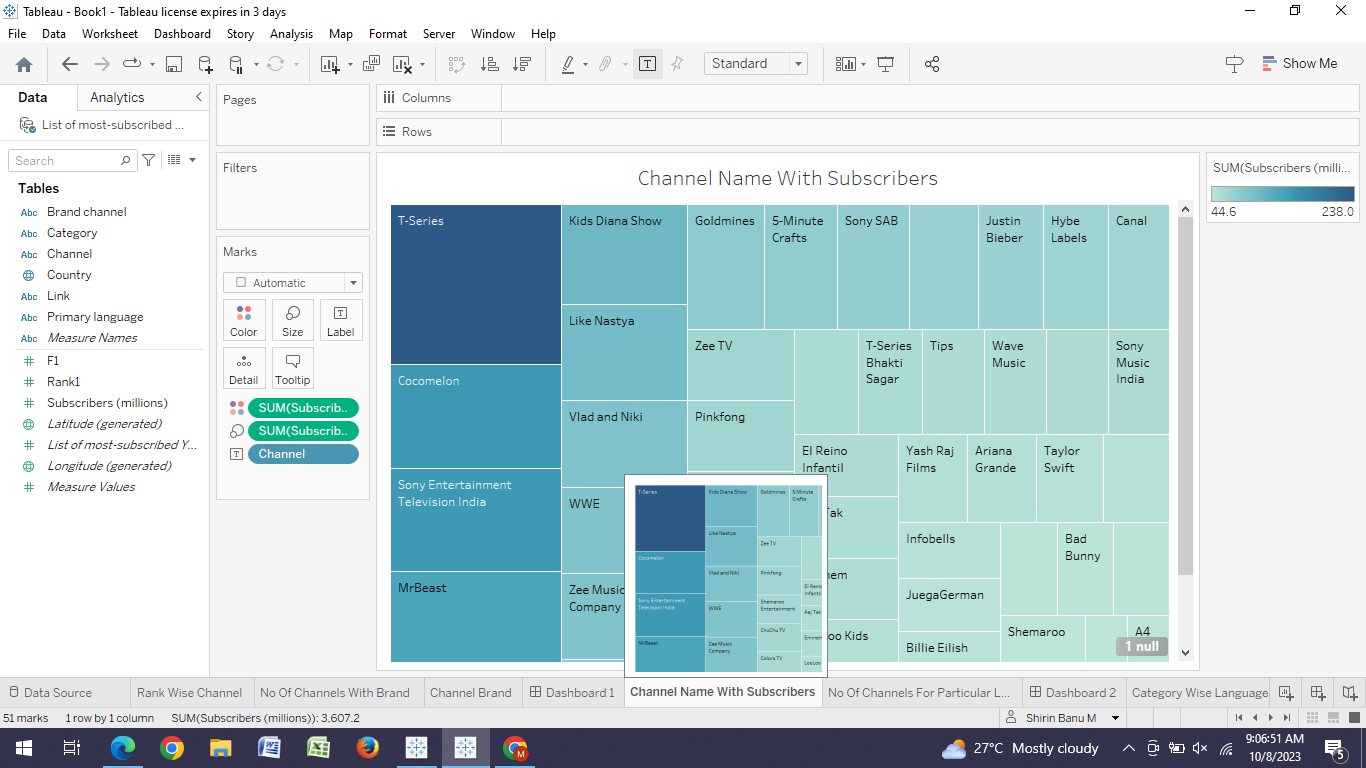 Tableau - Book1 - Tableau license expires in 3 days
File Data Worksheet Dashboard Story Analysis Map Format Server Window Help
Standard
Show Me
Data Analytics
List of most-subscribed ...
Search
Tables
Abc Brand channel
Abc Category
Abc Channel
Country
Abc Link
Abc Primary language
Abc Measure Names
# F1
# Rank1
# Subscribers (millions)
Latitude (generated)
# List of most-subscribed Y...
Longitude (generated)
# Measure Values
Pages
Filters
Marks
Automatic
Color Size Label
Detail Tooltip
SUM(Subscrib..
SUM(Subscrib..
Channel
Columns
Rows
Channel Name With Subscribers
T-Series
Cocomelon
Sony Entertainment
Television India
MrBeast
Kids Diana Show
Like Nastya
Vlad and Niki
WWE
Zee Music
Company
Goldmines
5-Minute
Crafts
Sony SAB
Justin
Bieber
Hybe
Labels
Canal
Zee TV
T-Series
Bhakti
Sagar
Tips
Wave
Music
Sony
Music
India
Pinkfong
El Reino
Infantil
Yash Raj
Films
Ariana
Grande
Taylor
Swift
Tak
nem
oo Kids
Infobells
Bad
Bunny
JuegaGerman
Billie Eilish
Shemaroo
A4
1 null
T-Series
Cocomelon
Sony Entertainment
Television India
MrBeast
Kids Diana Show
Like Nastya
Vlad and Niki
WWE
Zee Music
Company
Goldmines
5-Minute
Crafts
Zee TV
Pinkfong
Shemaroo
Entertainment
ChuChu TV
Colors TV
El Reino
Infantil
Aaj Tak
Eminem
LooLoo
SUM(Subscribers (milli...
44.6 238.0
Data Source Rank Wise Channel No Of Channels With Brand Channel Brand Dashboard 1 Channel Name With Subscribers No Of Channels For Particular L... Dashboard 2 Category Wise Language
51 marks 1 row by 1 column SUM(Subscribers (millions)): 3,607.2
Shirin Banu M
27°C Mostly cloudy
9:06:51 AM
10/8/2023
5